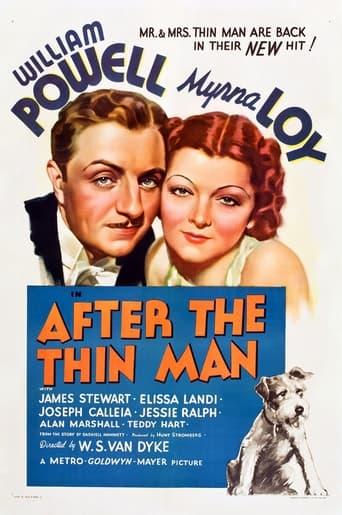 MR. & MRS. THIN MAN ARE BACK
IN THEIR NEW HIT!
WILLIAM
POWELL
Myrna LOY
IN
AFTER THE
THIN MAN
WITH
JAMES STEWART · ELISSA LANDI
JOSEPH CALLEIA · JESSIE RALPH
ALAN MARSHALL · TEDDY HART
FROM THE STORY BY DASHIELL HAMMETT Produced by HUNT STROMBERG
Directed by W.S. VAN DYKE
A METRO-GOLDWYN-MAYER PICTURE